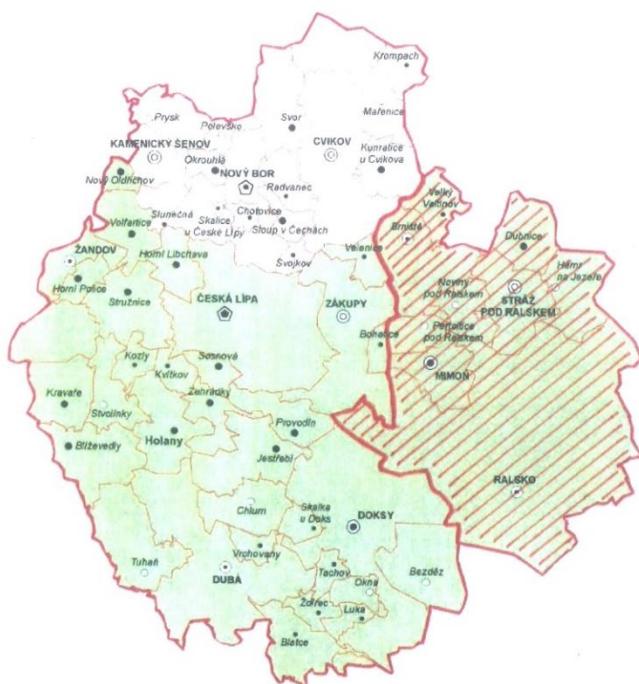 Krompach
Mařenice
Prysk
Polevsko
Svor
KAMENICKÝ ŠENOV
CVIKOV
Kunratice
u Cvikova
Okrouhlá
NOVÝ BOR
Radvanec
Nový Oldřichov
Velký
Valtinov
Volfartice
Slunečná
Skalice
u České Lípy
Chotovice
Sloup v Čechách
Brniště
Dubnice
ŽANDOV
Horní Libchava
Svojkov
Velenice
Hamr
na Jezeře
Horní Police
Stružnice
Noviny
pod Ralskem
STRÁŽ
POD RALSKEM
ČESKÁ LÍPA
ZÁKUPY
Pertoltice
pod Ralskem
Bohatice
MIMOŇ
Kozly
Kvítkov
Sosnová
Kravaře
Stvolínky
Zahrádky
Holany
Blíževedly
Provodín
Jestřebí
RALSKO
Chlum
Skalka
u Doks
DOKSY
Vrchovany
Tuhaň
DUBÁ
Tachov
Okna
Bezděz
Ždírec
Luka
Blatce